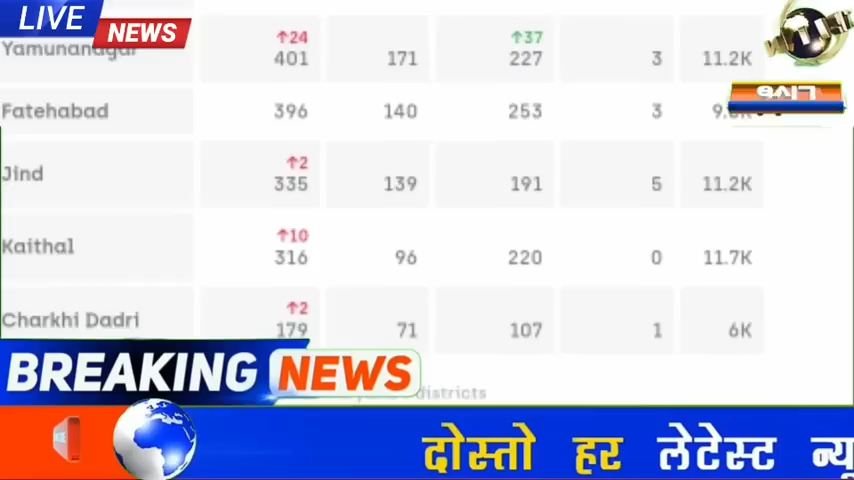 LIVE
NEWS
Yamunanagar ↑24 401 171 ↑37 227 3 11.2K
LIVE
Fatehabad 396 140 253 3
Jind ↑2 335 139 191 5 11.2K
Kaithal ↑10 316 96 220 0 11.7K
Charkhi Dadri ↑2 179 71 107 1 6K
BREAKING NEWS
districts
दोस्तो हर लेटेस्ट न्यू